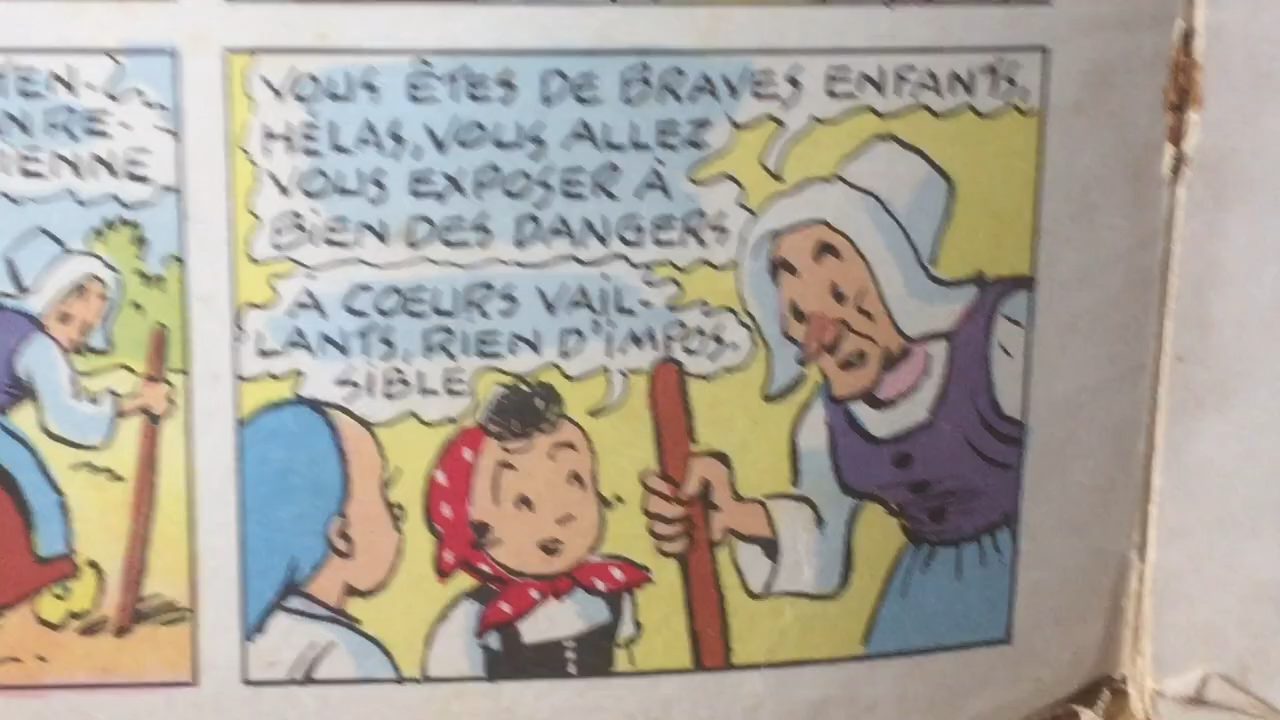 VOUS ÊTES DE BRAVES ENFANTS.
HÉLAS, VOUS ALLEZ
VOUS EXPOSER À
BIEN DES DANGERS
À COEURS VAIL-
LANTS, RIEN D'IMPOS-
SIBLE